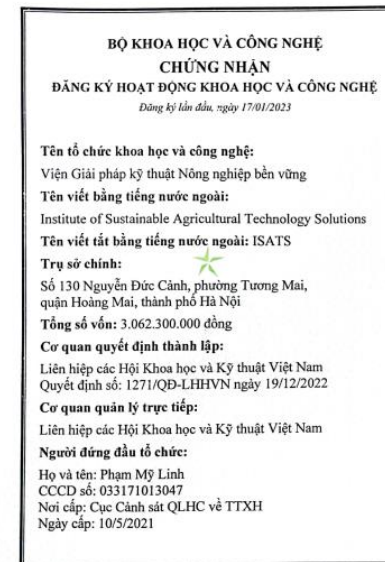 BỘ KHOA HỌC VÀ CÔNG NGHỆ
CHỨNG NHẬN
ĐĂNG KÝ HOẠT ĐỘNG KHOA HỌC VÀ CÔNG NGHỆ
Đăng ký lần đầu, ngày 17/01/2023
Tên tổ chức khoa học và công nghệ:
Viện Giải pháp kỹ thuật Nông nghiệp bền vững
Tên viết bằng tiếng nước ngoài:
Institute of Sustainable Agricultural Technology Solutions
Tên viết tắt bằng tiếng nước ngoài: ISATS
Trụ sở chính:
Số 130 Nguyễn Đức Cảnh, phường Tương Mai,
quận Hoàng Mai, thành phố Hà Nội
Tổng số vốn: 3.062.300.000 đồng
Cơ quan quyết định thành lập:
Liên hiệp các Hội Khoa học và Kỹ thuật Việt Nam
Quyết định số: 1271/QĐ-LHHVN ngày 19/12/2022
Cơ quan quản lý trực tiếp:
Liên hiệp các Hội Khoa học và Kỹ thuật Việt Nam
Người đứng đầu tổ chức:
Họ và tên: Phạm Mỹ Linh
CCCD số: 033171013047
Nơi cấp: Cục Cảnh sát QLHC về TTXH
Ngày cấp: 10/5/2021